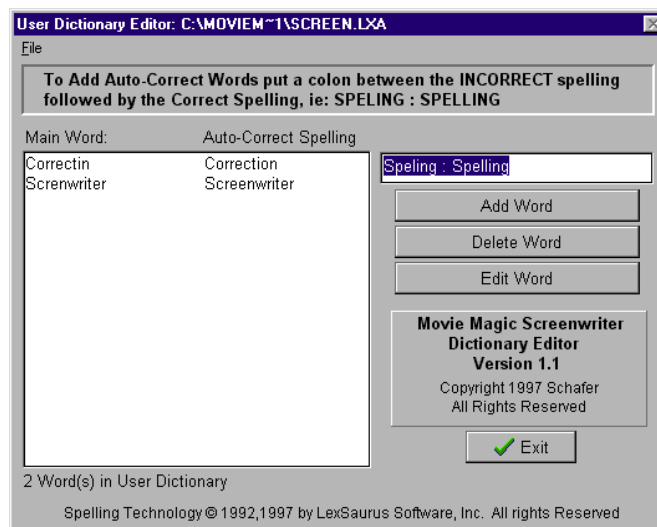 User Dictionary Editor: C:\MOVIEM~1\SCREEN.LXA
File
To Add Auto-Correct Words put a colon between the INCORRECT spelling
followed by the Correct Spelling, ie: SPELING : SPELLING
Main Word: Auto-Correct Spelling
Correctin Correction
Screnwriter Screenwriter
Speling : Spelling
Add Word
Delete Word
Edit Word
Movie Magic Screenwriter
Dictionary Editor
Version 1.1
Copyright 1997 Schafer
All Rights Reserved
Exit
2 Word(s) in User Dictionary
Spelling Technology © 1992,1997 by LexSaurus Software, Inc. All rights Reserved